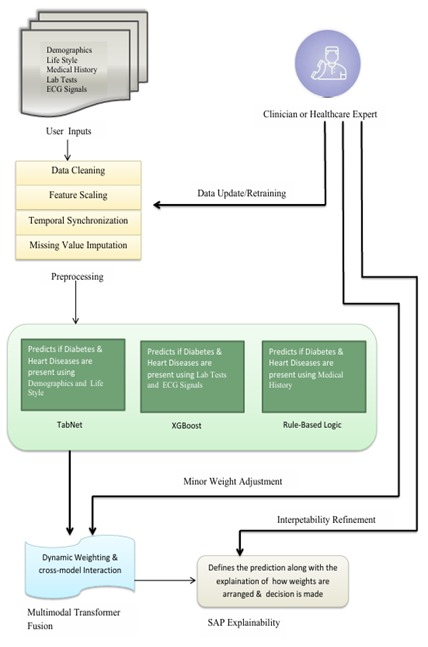 Demographics
Life Style
Medical History
Lab Tests
ECG Signals
User Inputs
Clinician or Healthcare Expert
Data Cleaning
Feature Scaling
Temporal Synchronization
Missing Value Imputation
Data Update/Retraining
Preprocessing
Predicts if Diabetes &
Heart Diseases are
present using
Demographics and Life
Style
TabNet
Predicts if Diabetes &
Heart Diseases are
present using Lab Tests
and ECG Signals
XGBoost
Predicts if Diabetes &
Heart Diseases are
present using Medical
History
Rule-Based Logic
Minor Weight Adjustment
Interpetability Refinement
Dynamic Weighting &
cross-model Interaction
Multimodal Transformer
Fusion
Defines the prediction along with the
explaination of how weights are
arranged & decision is made
SAP Explainability